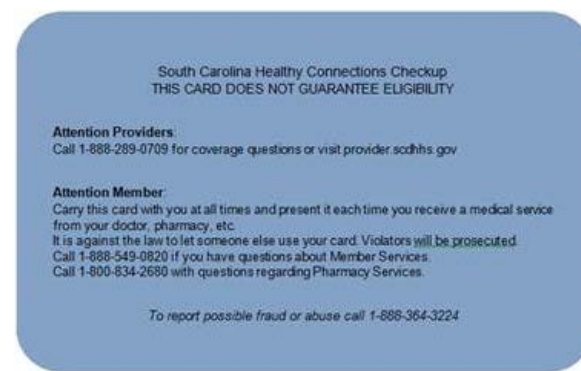 South Carolina Healthy Connections Checkup
THIS CARD DOES NOT GUARANTEE ELIGIBILITY
Attention Providers:
Call 1-888-289-0709 for coverage questions or visit provider.scdhhs.gov
Attention Member:
Carry this card with you at all times and present it each time you receive a medical service
from your doctor, pharmacy, etc.
It is against the law to let someone else use your card. Violators will be prosecuted.
Call 1-888-549-0820 if you have questions about Member Services.
Call 1-800-834-2680 with questions regarding Pharmacy Services.
To report possible fraud or abuse call 1-888-364-3224